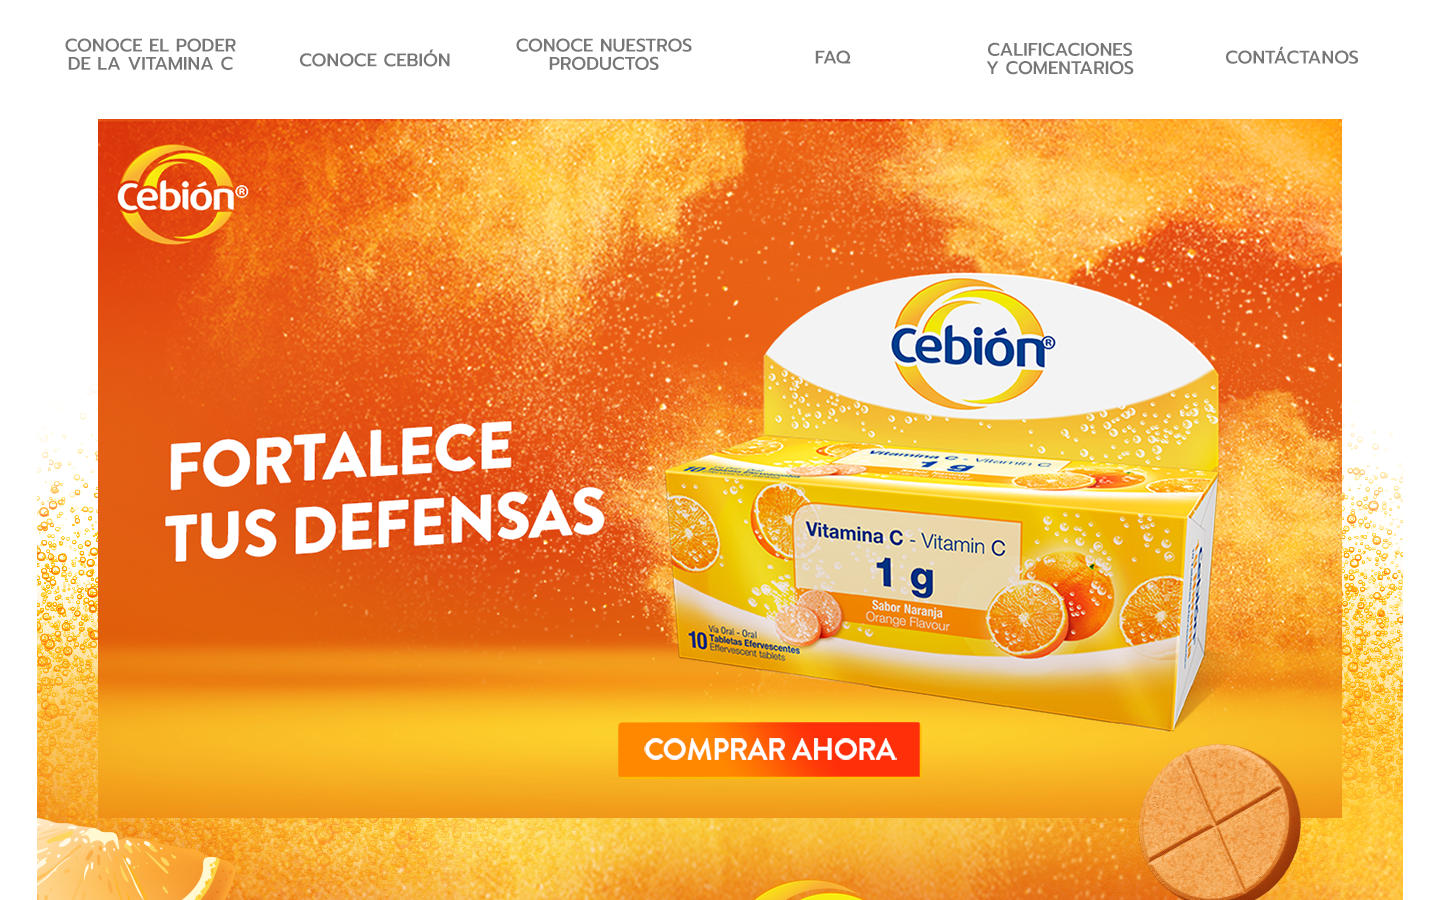 CONOCE EL PODER
DE LA VITAMINA C
CONOCE CEBIÓN
CONOCE NUESTROS
PRODUCTOS
FAQ
CALIFICACIONES
Y COMENTARIOS
CONTÁCTANOS
Cebión®
FORTALECE
TUS DEFENSAS
Cebión®
Vitamina C - Vitamin C
1 g
Vitamina C - Vitamin C
1 g
Sabor Naranja
Orange Flavour
10 Vía Oral - Oral
Tabletas Efervescentes
Effervescent tablets
COMPRAR AHORA